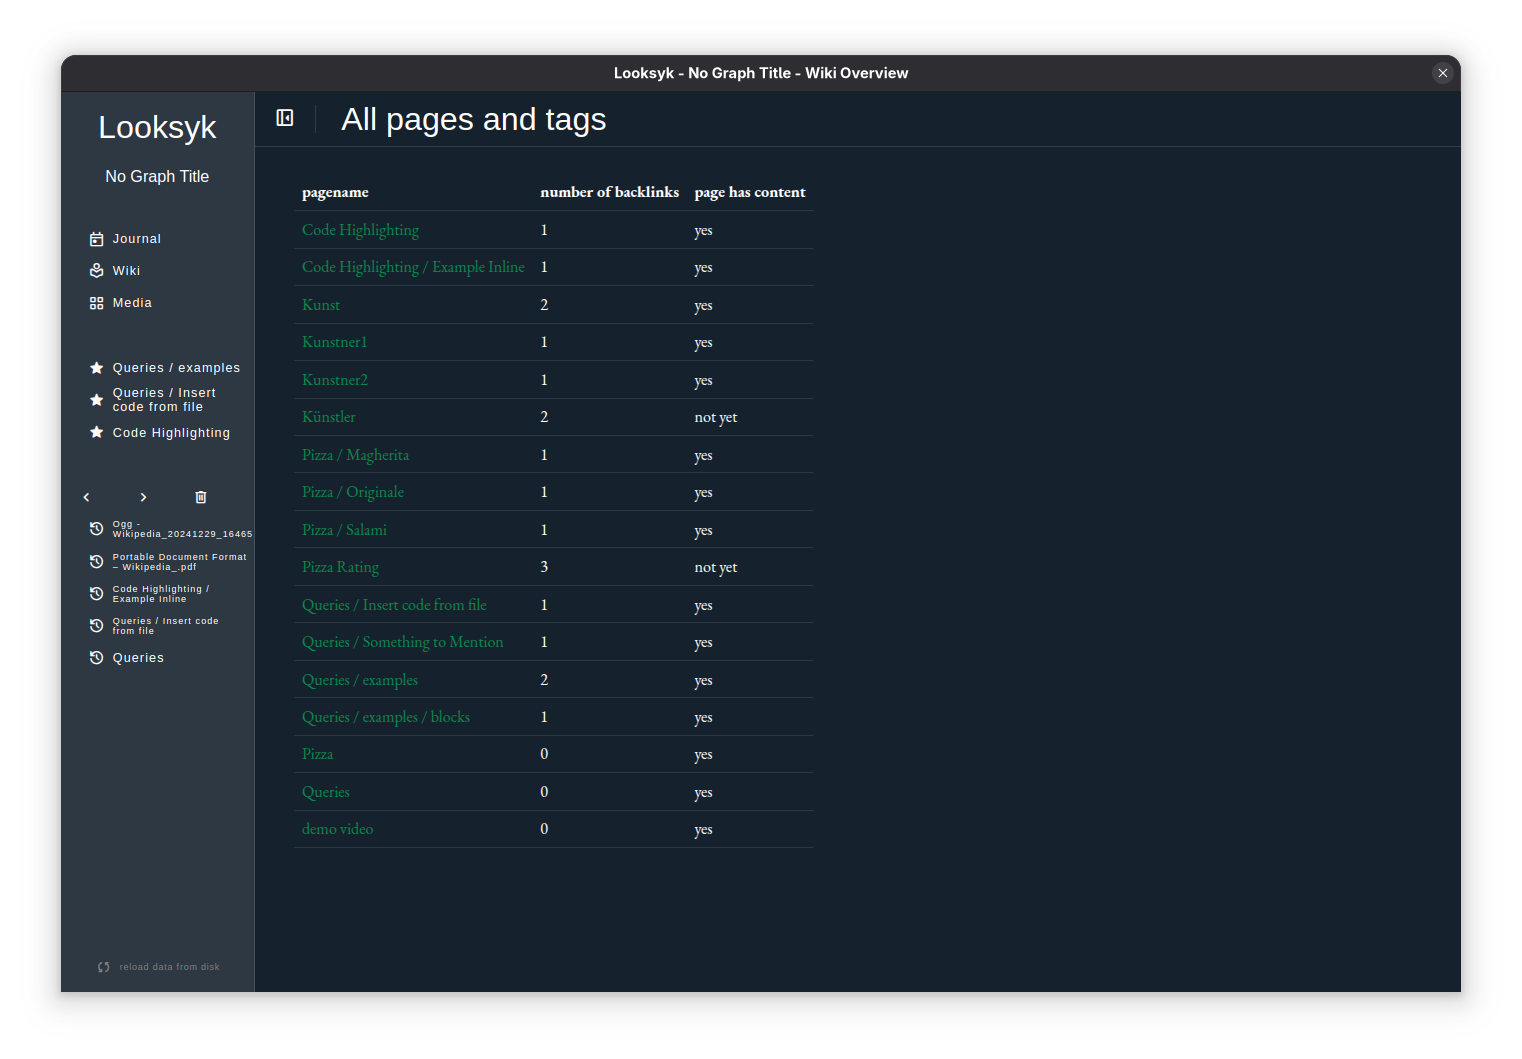 Looksyk - No Graph Title - Wiki Overview
Looksyk
No Graph Title
Journal
Wiki
Media
Queries / examples
Queries / Insert
code from file
Code Highlighting
Ogg -
Wikipedia_20241229_16465
Portable Document Format
– Wikipedia_.pdf
Code Highlighting /
Example Inline
Queries / Insert code
from file
Queries
reload data from disk
All pages and tags
pagename number of backlinks page has content
Code Highlighting 1 yes
Code Highlighting / Example Inline 1 yes
Kunst 2 yes
Kunstner1 1 yes
Kunstner2 1 yes
Künstler 2 not yet
Pizza / Magherita 1 yes
Pizza / Originale 1 yes
Pizza / Salami 1 yes
Pizza Rating 3 not yet
Queries / Insert code from file 1 yes
Queries / Something to Mention 1 yes
Queries / examples 2 yes
Queries / examples / blocks 1 yes
Pizza 0 yes
Queries 0 yes
demo video 0 yes